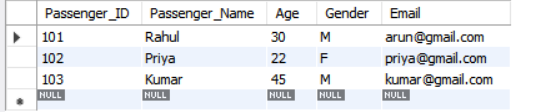 Passenger_ID Passenger_Name Age Gender Email
101 Rahul 30 M arun@gmail.com
102 Priya 22 F priya@gmail.com
103 Kumar 45 M kumar@gmail.com
NULL NULL NULL NULL NULL